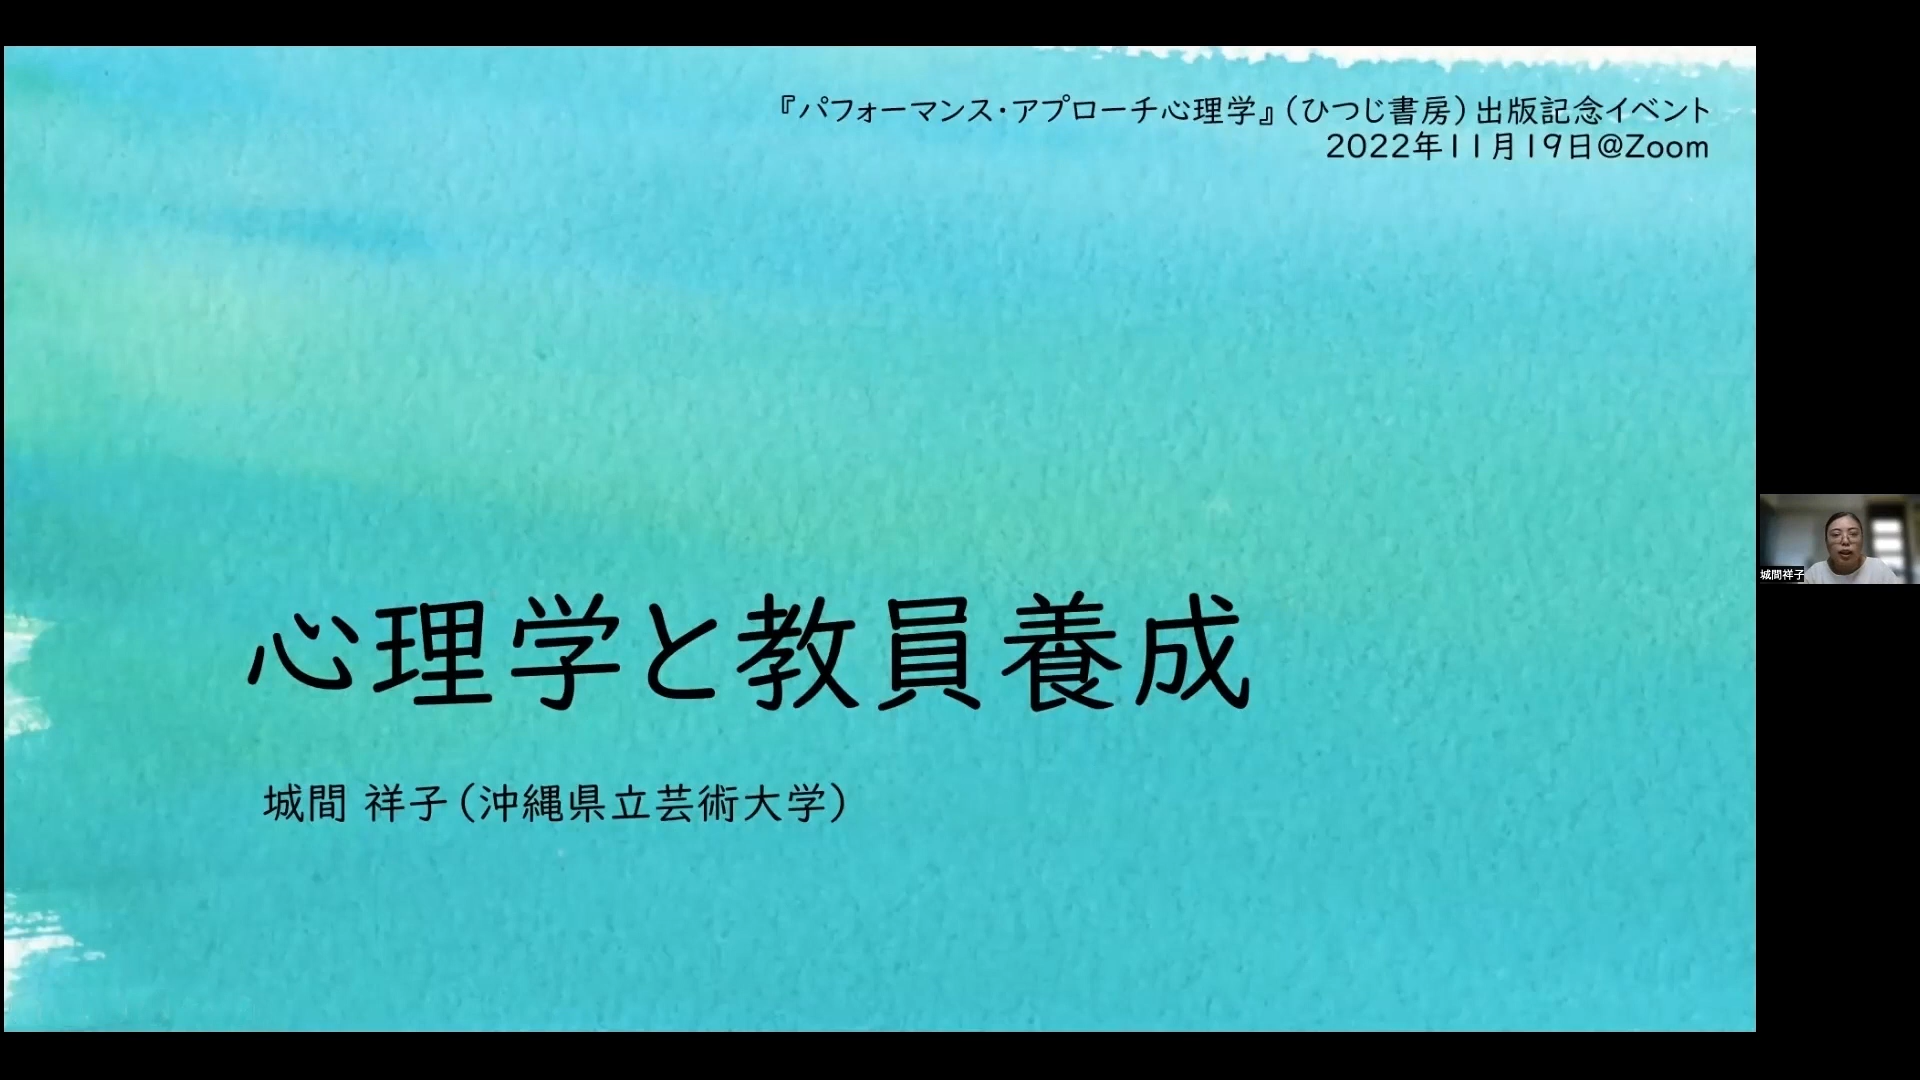 『パフォーマンス・アプローチ心理学』（ひつじ書房）出版記念イベント
2022年11月19日@Zoom
心理学と教員養成
城間 祥子（沖縄県立芸術大学）
城間祥子